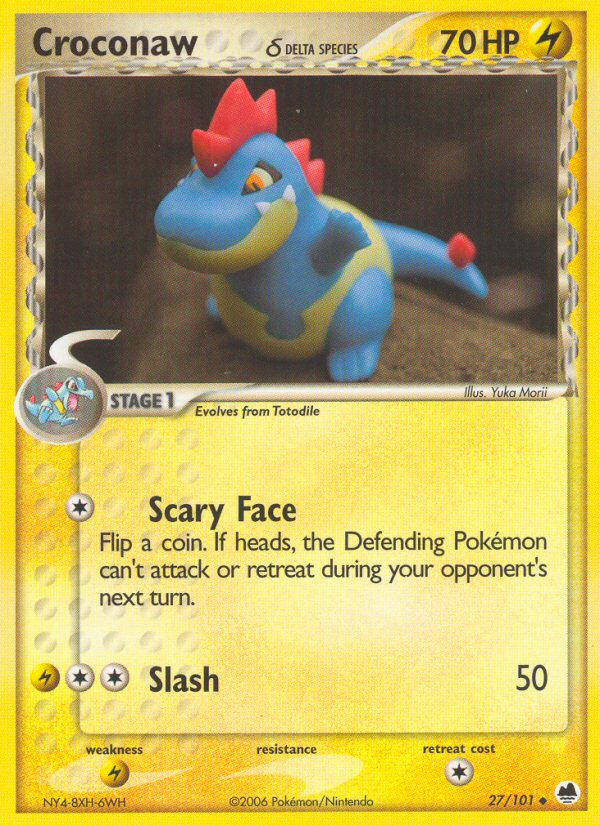 Croconaw δ DELTA SPECIES 70 HP
Illus. Yuka Morii
STAGE 1
Evolves from Totodile
Scary Face
Flip a coin. If heads, the Defending Pokémon
can't attack or retreat during your opponent's
next turn.
Slash 50
weakness resistance retreat cost
NY4-8XH-6WH ©2006 Pokémon/Nintendo 27/101